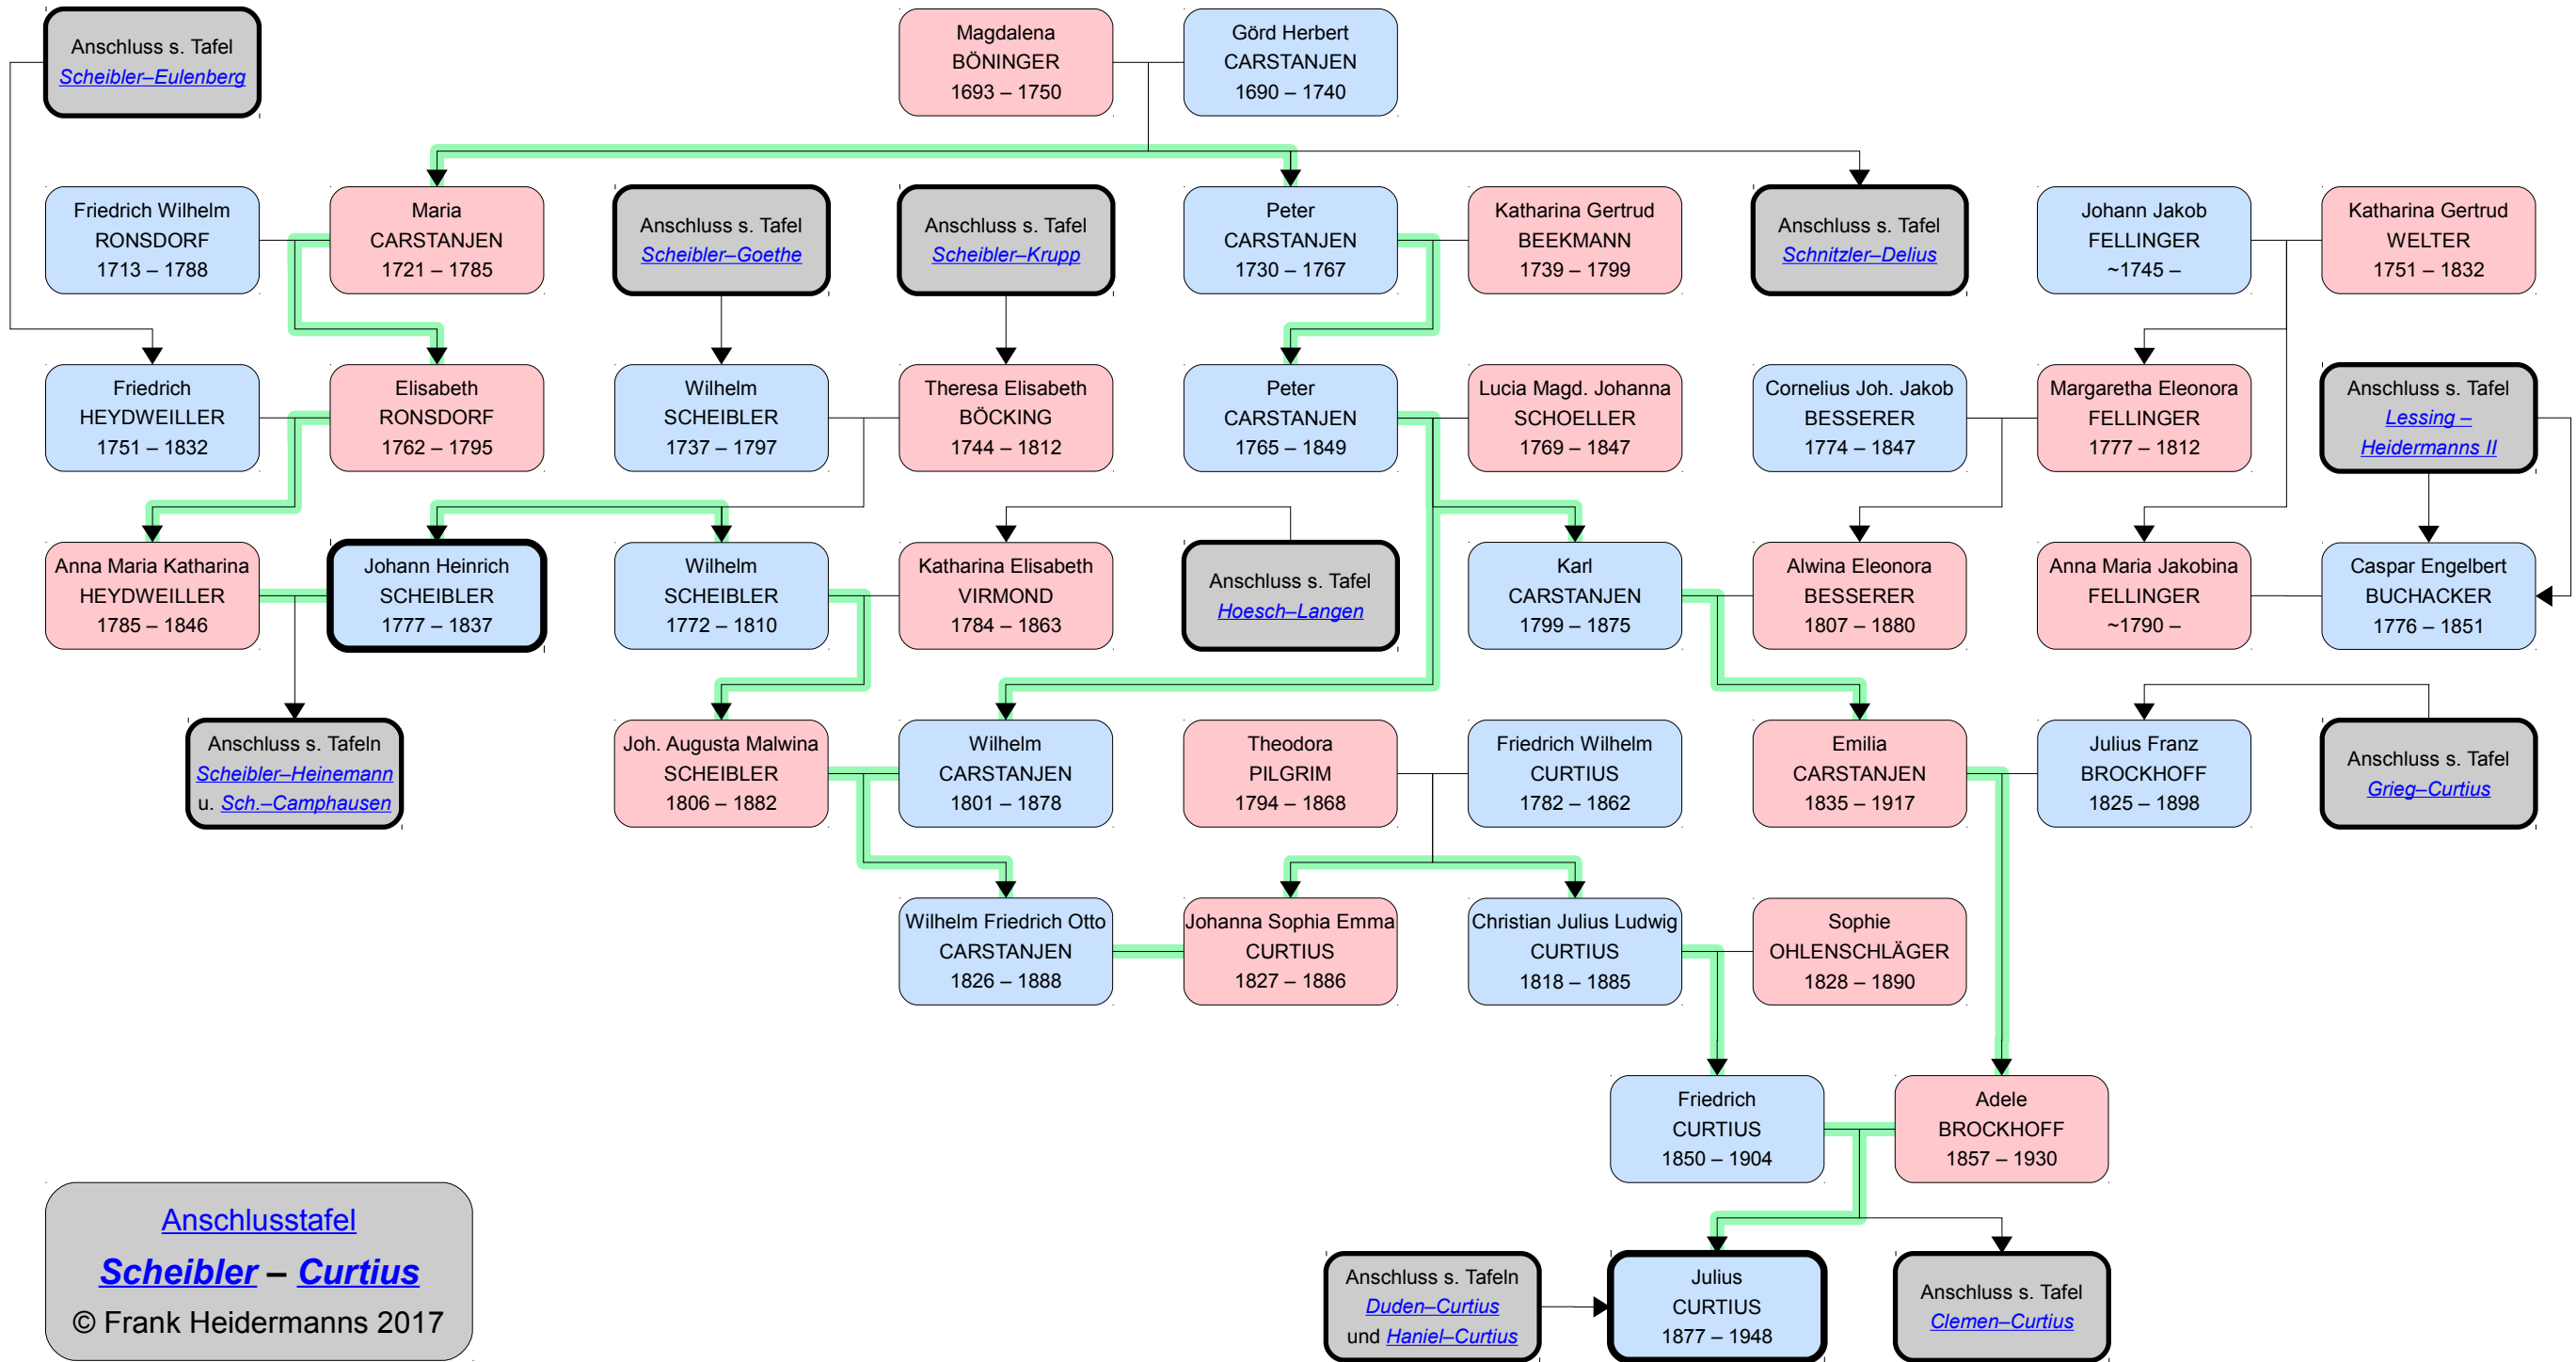 Anschluss s. Tafel
Scheibler–Eulenberg
Magdalena
BÖNINGER
1693 – 1750
Görd Herbert
CARSTANJEN
1690 – 1740
Friedrich Wilhelm
RONSDORF
1713 – 1788
Maria
CARSTANJEN
1721 – 1785
Anschluss s. Tafel
Scheibler–Goethe
Anschluss s. Tafel
Scheibler–Krupp
Peter
CARSTANJEN
1730 – 1767
Katharina Gertrud
BEEKMANN
1739 – 1799
Anschluss s. Tafel
Schnitzler–Delius
Johann Jakob
FELLINGER
~1745 –
Katharina Gertrud
WELTER
1751 – 1832
Friedrich
HEYDWEILLER
1751 – 1832
Elisabeth
RONSDORF
1762 – 1795
Wilhelm
SCHEIBLER
1737 – 1797
Theresa Elisabeth
BÖCKING
1744 – 1812
Peter
CARSTANJEN
1765 – 1849
Lucia Magd. Johanna
SCHOELLER
1769 – 1847
Cornelius Joh. Jakob
BESSERER
1774 – 1847
Margaretha Eleonora
FELLINGER
1777 – 1812
Anschluss s. Tafel
Lessing –
Heidermanns II
Anna Maria Katharina
HEYDWEILLER
1785 – 1846
Johann Heinrich
SCHEIBLER
1777 – 1837
Wilhelm
SCHEIBLER
1772 – 1810
Katharina Elisabeth
VIRMOND
1784 – 1863
Anschluss s. Tafel
Hoesch–Langen
Karl
CARSTANJEN
1799 – 1875
Alwina Eleonora
BESSERER
1807 – 1880
Anna Maria Jakobina
FELLINGER
~1790 –
Caspar Engelbert
BUCHACKER
1776 – 1851
Anschluss s. Tafeln
Scheibler–Heinemann
u. Sch.–Camphausen
Joh. Augusta Malwina
SCHEIBLER
1806 – 1882
Wilhelm
CARSTANJEN
1801 – 1878
Theodora
PILGRIM
1794 – 1868
Friedrich Wilhelm
CURTIUS
1782 – 1862
Emilia
CARSTANJEN
1835 – 1917
Julius Franz
BROCKHOFF
1825 – 1898
Anschluss s. Tafel
Grieg–Curtius
Wilhelm Friedrich Otto
CARSTANJEN
1826 – 1888
Johanna Sophia Emma
CURTIUS
1827 – 1886
Christian Julius Ludwig
CURTIUS
1818 – 1885
Sophie
OHLENSCHLÄGER
1828 – 1890
Friedrich
CURTIUS
1850 – 1904
Adele
BROCKHOFF
1857 – 1930
Anschlusstafel
Scheibler – Curtius
© Frank Heidermanns 2017
Anschluss s. Tafeln
Duden–Curtius
und Haniel–Curtius
Julius
CURTIUS
1877 – 1948
Anschluss s. Tafel
Clemen–Curtius